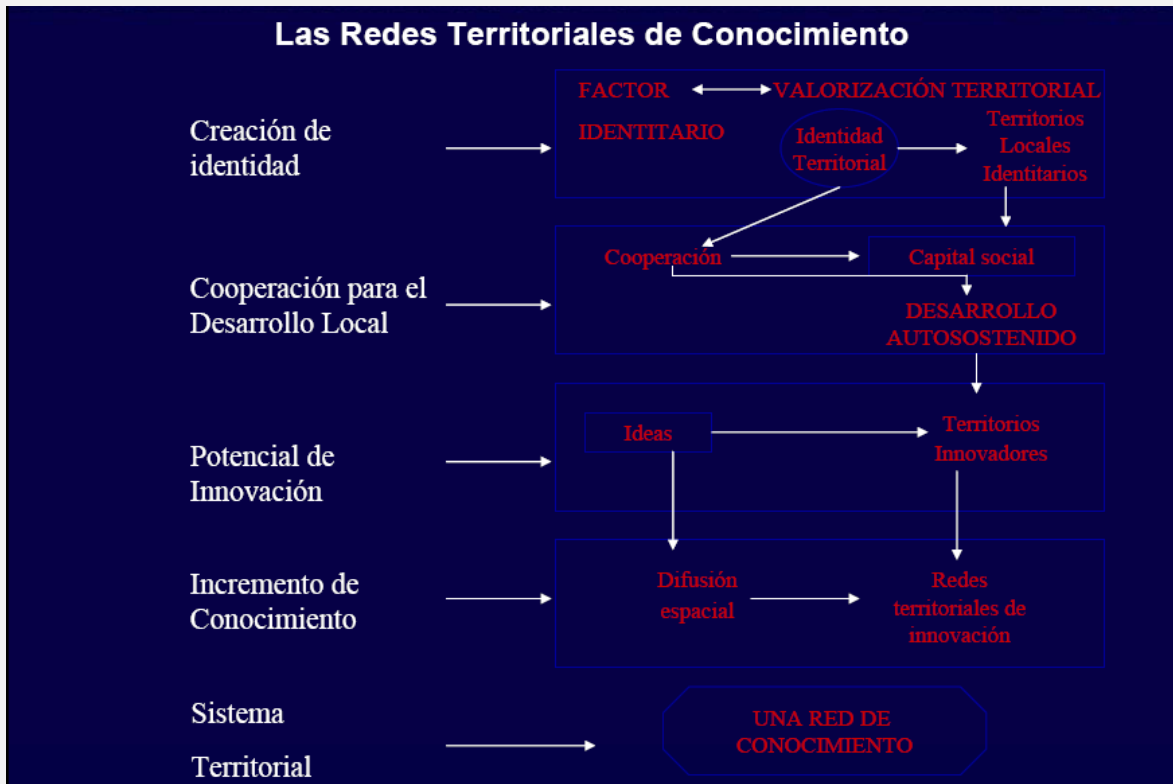 Las Redes Territoriales de Conocimiento
FACTOR
VALORIZACIÓN TERRITORIAL
IDENTITARIO
Creación de
identidad
Identidad
Territorial
Territorios
Locales
Identitarios
Cooperación para el
Desarrollo Local
Cooperación
Capital social
DESARROLLO
AUTOSOSTENIDO
Potencial de
Innovación
Ideas
Territorios
Innovadores
Incremento de
Conocimiento
Difusión
espacial
Redes
territoriales de
innovación
Sistema
Territorial
UNA RED DE
CONOCIMIENTO